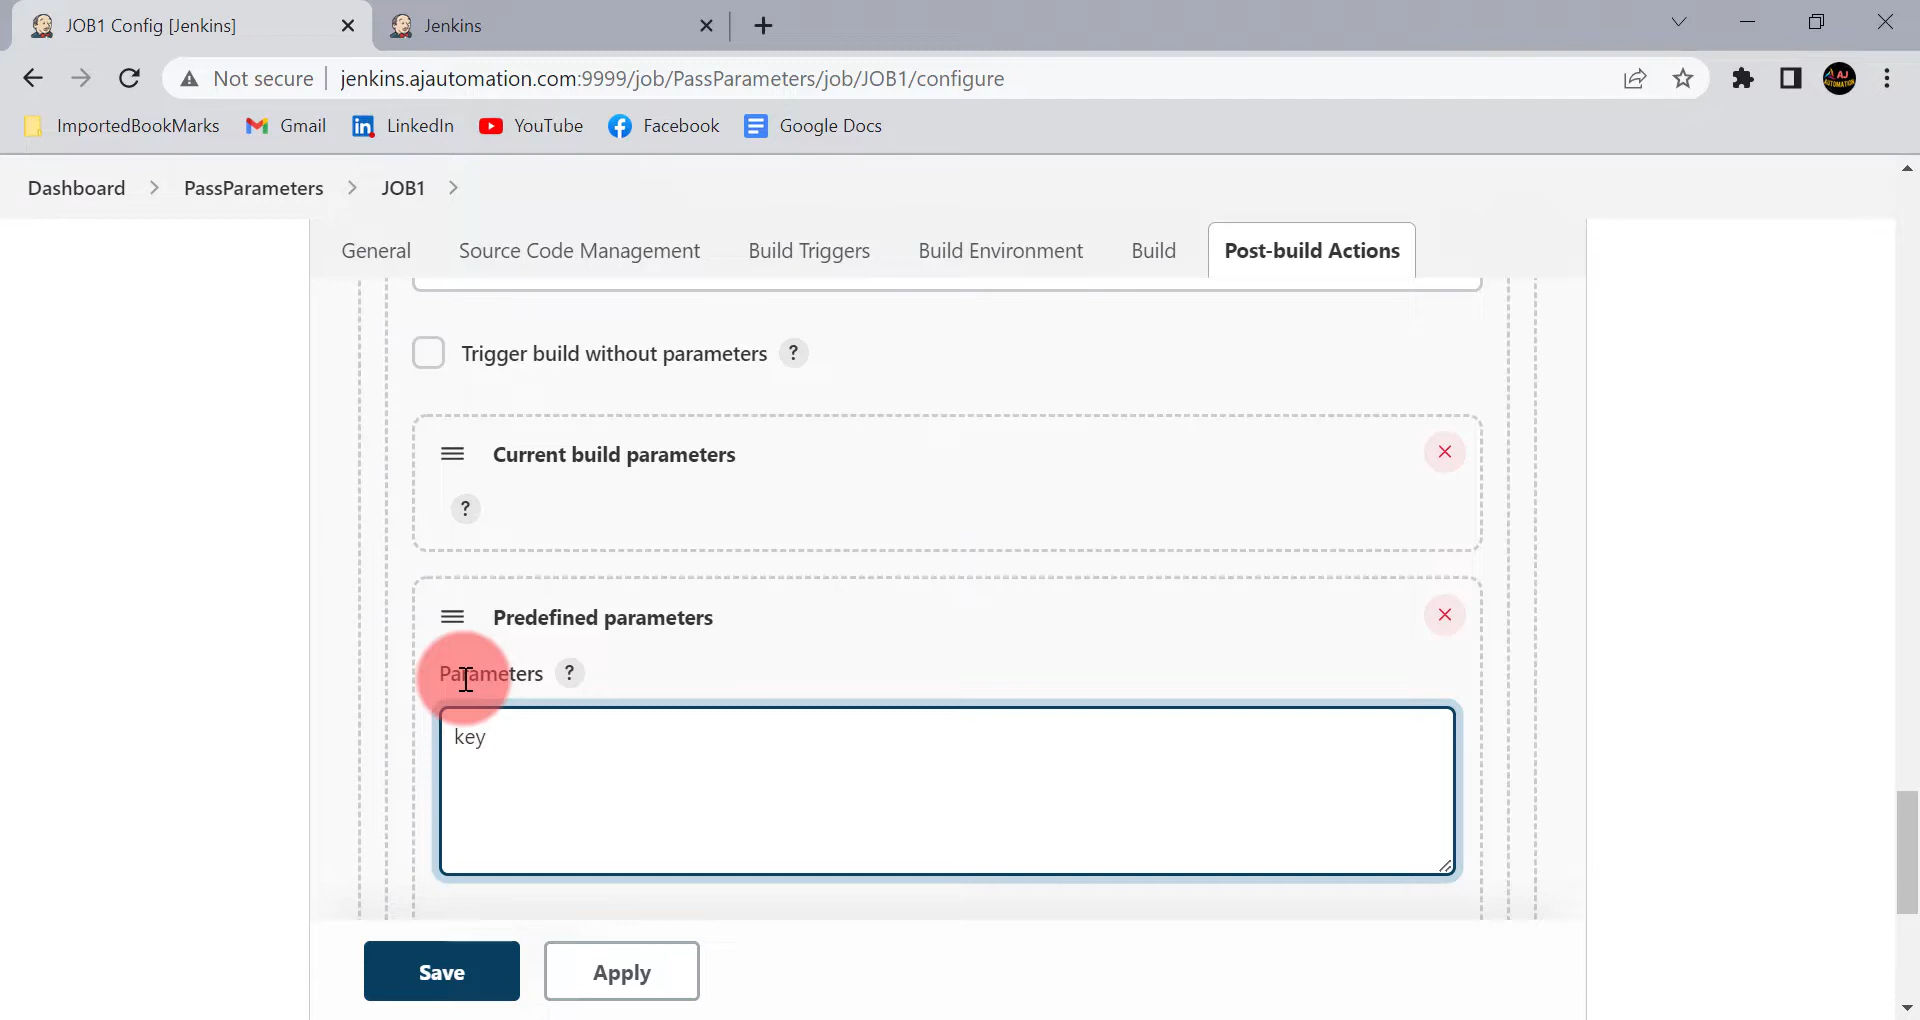 JOB1 Config [Jenkins]
Jenkins
Not secure
jenkins.ajautomation.com:9999/job/PassParameters/job/JOB1/configure
AJ
AUTOMATION
ImportedBookMarks
Gmail
LinkedIn
YouTube
Facebook
Google Docs
Dashboard
PassParameters
JOB1
General
Source Code Management
Build Triggers
Build Environment
Build
Post-build Actions
Trigger build without parameters ?
Current build parameters
?
Predefined parameters
Parameters ?
key
Save
Apply